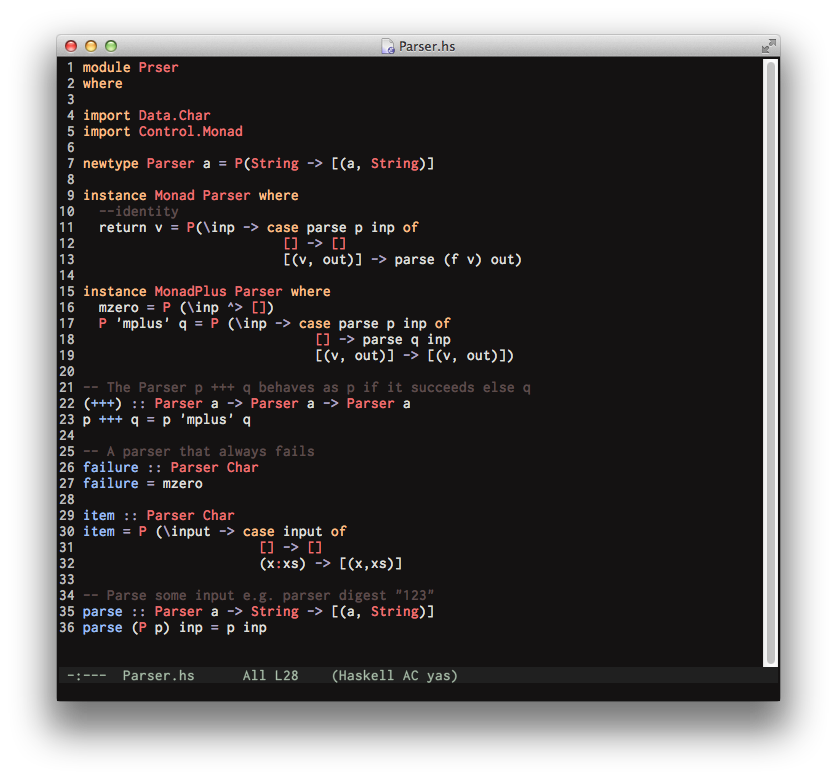 Parser.hs
1 module Prser
2 where
3
4 import Data.Char
5 import Control.Monad
6
7 newtype Parser a = P(String -> [(a, String)]
8
9 instance Monad Parser where
10   --identity
11   return v = P(\inp -> case parse p inp of
12                          [] -> []
13                          [(v, out)] -> parse (f v) out)
14
15 instance MonadPlus Parser where
16   mzero = P (\inp ^> [])
17   P 'mplus' q = P (\inp -> case parse p inp of
18                              [] -> parse q inp
19                              [(v, out)] -> [(v, out)])
20
21 -- The Parser p +++ q behaves as p if it succeeds else q
22 (+++) :: Parser a -> Parser a -> Parser a
23 p +++ q = p 'mplus' q
24
25 -- A parser that always fails
26 failure :: Parser Char
27 failure = mzero
28
29 item :: Parser Char
30 item = P (\input -> case input of
31                       [] -> []
32                       (x:xs) -> [(x,xs)]
33
34 -- Parse some input e.g. parser digest "123"
35 parse :: Parser a -> String -> [(a, String)]
36 parse (P p) inp = p inp
-:---  Parser.hs      All L28    (Haskell AC yas)